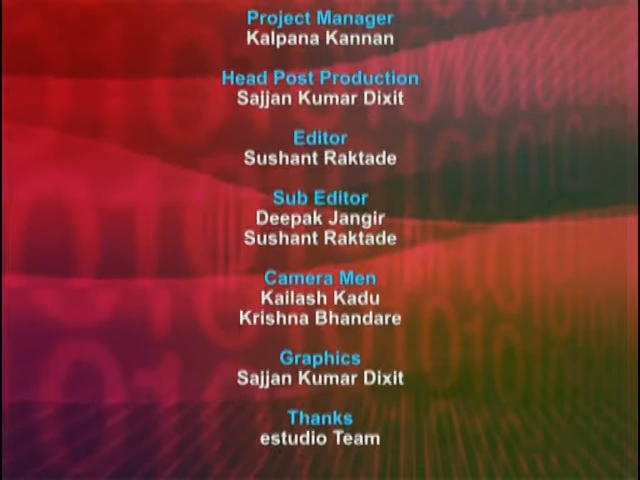 Project Manager
Kalpana Kannan
Head Post Production
Sajjan Kumar Dixit
Editor
Sushant Raktade
Sub Editor
Deepak Jangir
Sushant Raktade
Camera Men
Kailash Kadu
Krishna Bhandare
Graphics
Sajjan Kumar Dixit
Thanks
estudio Team